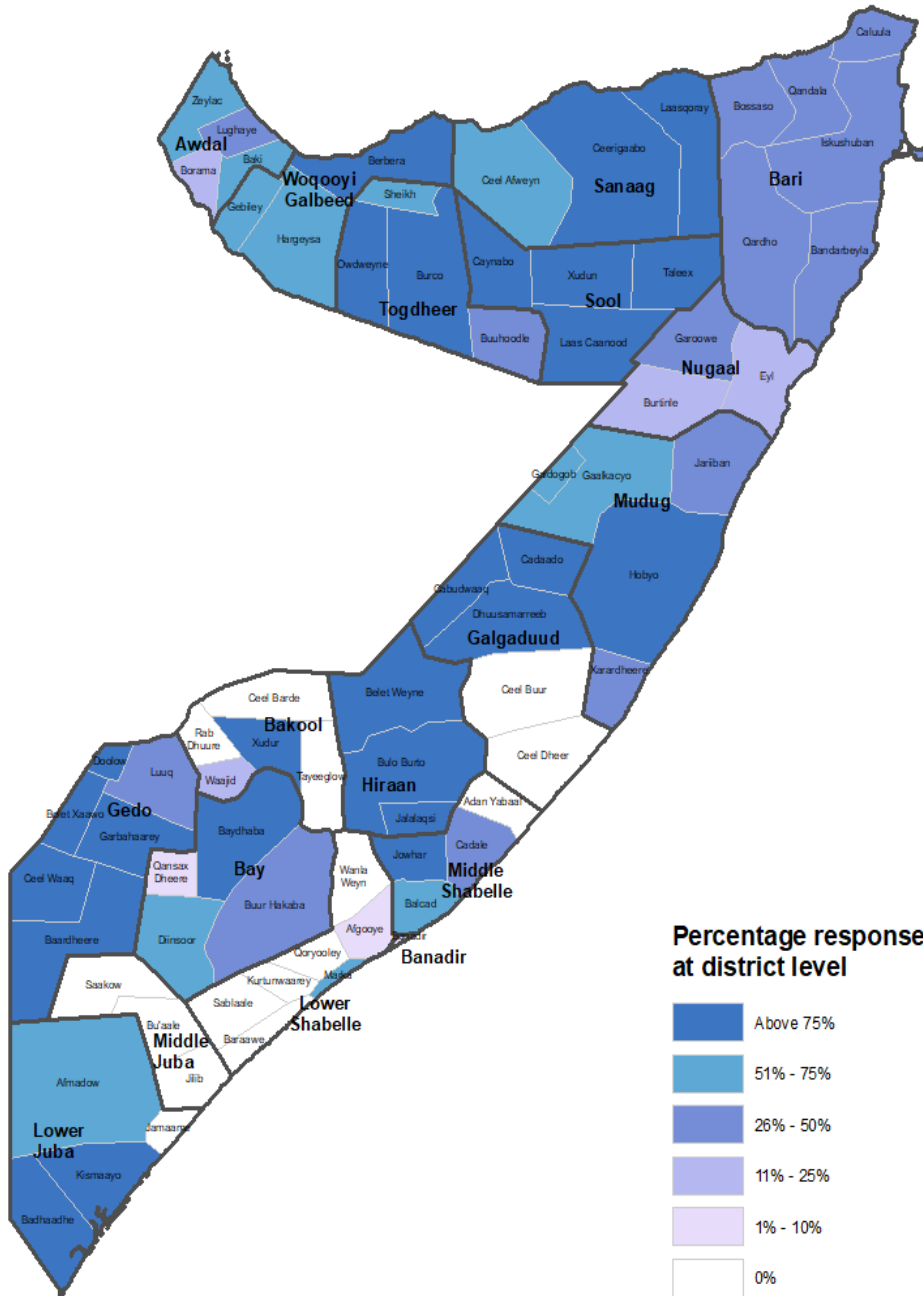 Caluula
Zeylac
Qandala
Laasqoray
Bossaso
Lughaye
Awdal
Iskushuban
Ceerigaabo
Berbera
Baki
Borama
Woqooyi
Galbeed
Ceel Afweyn
Sanaag
Bari
Sheikh
Gebiley
Hargeysa
Qardho
Bandarbeyla
Owdweyne
Burco
Caynabo
Xudun
Taleex
Sool
Togdheer
Buuhoodle
Laas Caanood
Garoowe
Nugaal
Eyl
Burtinle
Jariiban
Galdogob
Gaalkacyo
Mudug
Cadaado
Hobyo
Cabudwaaq
Dhuusamarreeb
Galgaduud
Xarardheere
Belet Weyne
Ceel Buur
Ceel Barde
Bakool
Rab
Dhuure
Xudur
Ceel Dheer
Doolow
Luuq
Waajid
Tayeeglow
Bulo Burto
Hiraan
Adan Yabaal
Jalalaqsi
Gedo
Belet Xaawo
Garbahaarey
Baydhaba
Cadale
Jowhar
Middle
Shabelle
Qansax
Dheere
Bay
Wanla
Weyn
Ceel Waaq
Balcad
Buur Hakaba
Afgooye
Baardheere
Diinsoor
Banadir
Qoryooley
Marka
Kurtunwaarey
Saakow
Sablaale
Lower
Shabelle
Bu'aale
Baraawe
Middle
Juba
Jilib
Afmadow
Jamaame
Lower
Juba
Kismaayo
Badhaadhe
Percentage response
at district level
Above 75%
51% - 75%
26% - 50%
11% - 25%
1% - 10%
0%